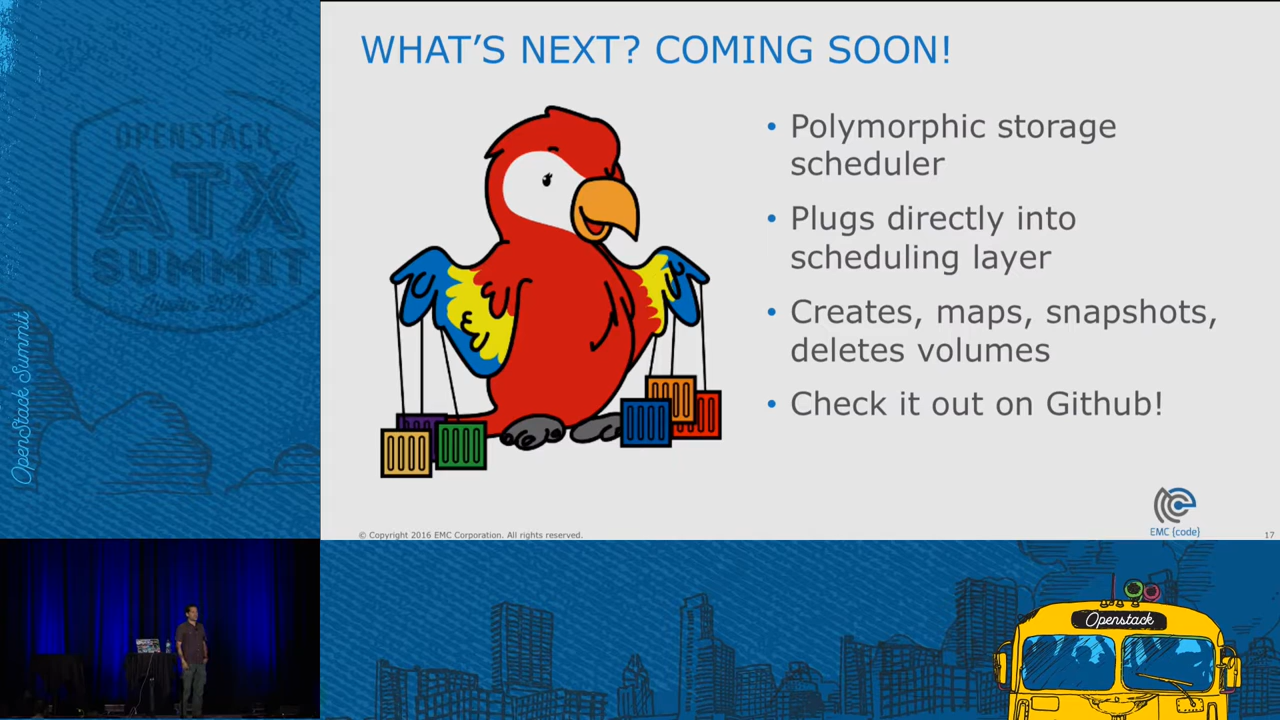 WHAT'S NEXT? COMING SOON!
• Polymorphic storage
scheduler
• Plugs directly into
scheduling layer
• Creates, maps, snapshots,
deletes volumes
• Check it out on Github!
EMC {code}
© Copyright 2016 EMC Corporation. All rights reserved.
17
OPENSTACK
ATX
SUMMIT
OpenStack Summit
Openstack